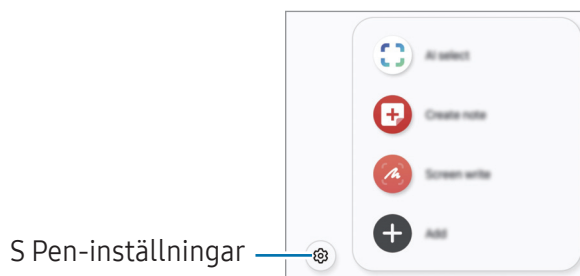 AI select
Create note
Screen write
Add
S Pen-inställningar